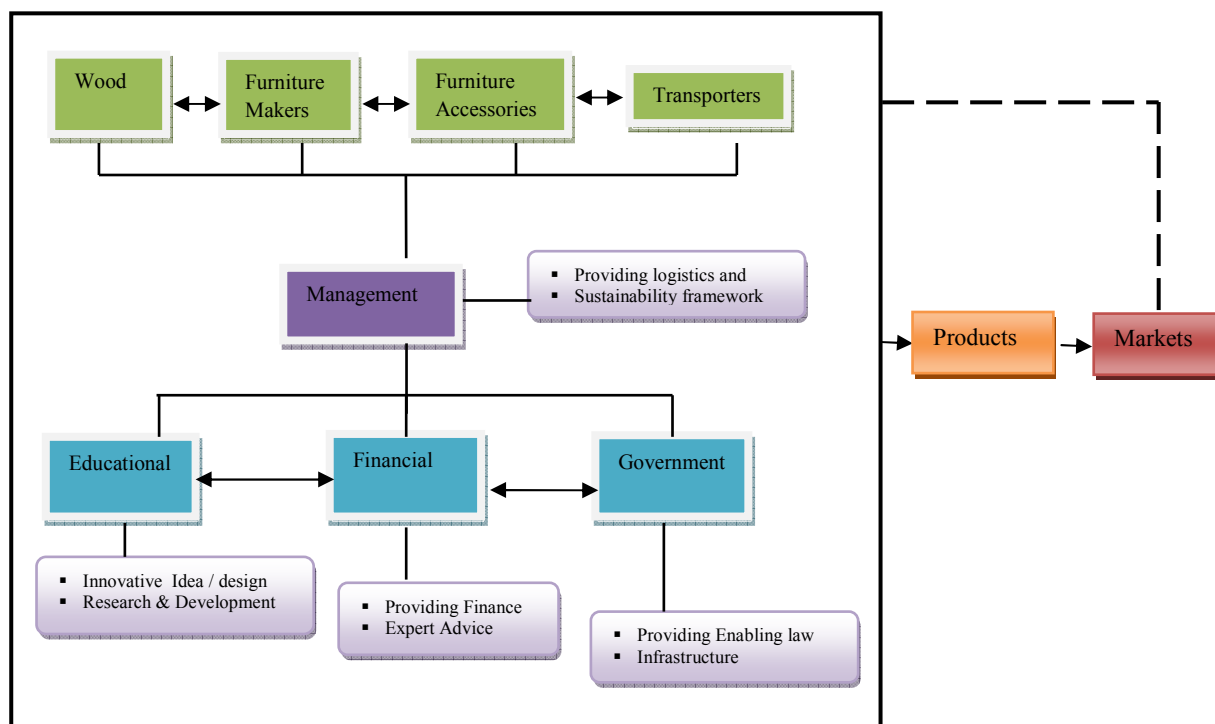 Wood
Furniture
Makers
Furniture
Accessories
Transporters
Management
▪ Providing logistics and
▪ Sustainability framework
Products
Markets
Educational
Financial
Government
▪ Innovative Idea / design
▪ Research & Development
▪ Providing Finance
▪ Expert Advice
▪ Providing Enabling law
▪ Infrastructure